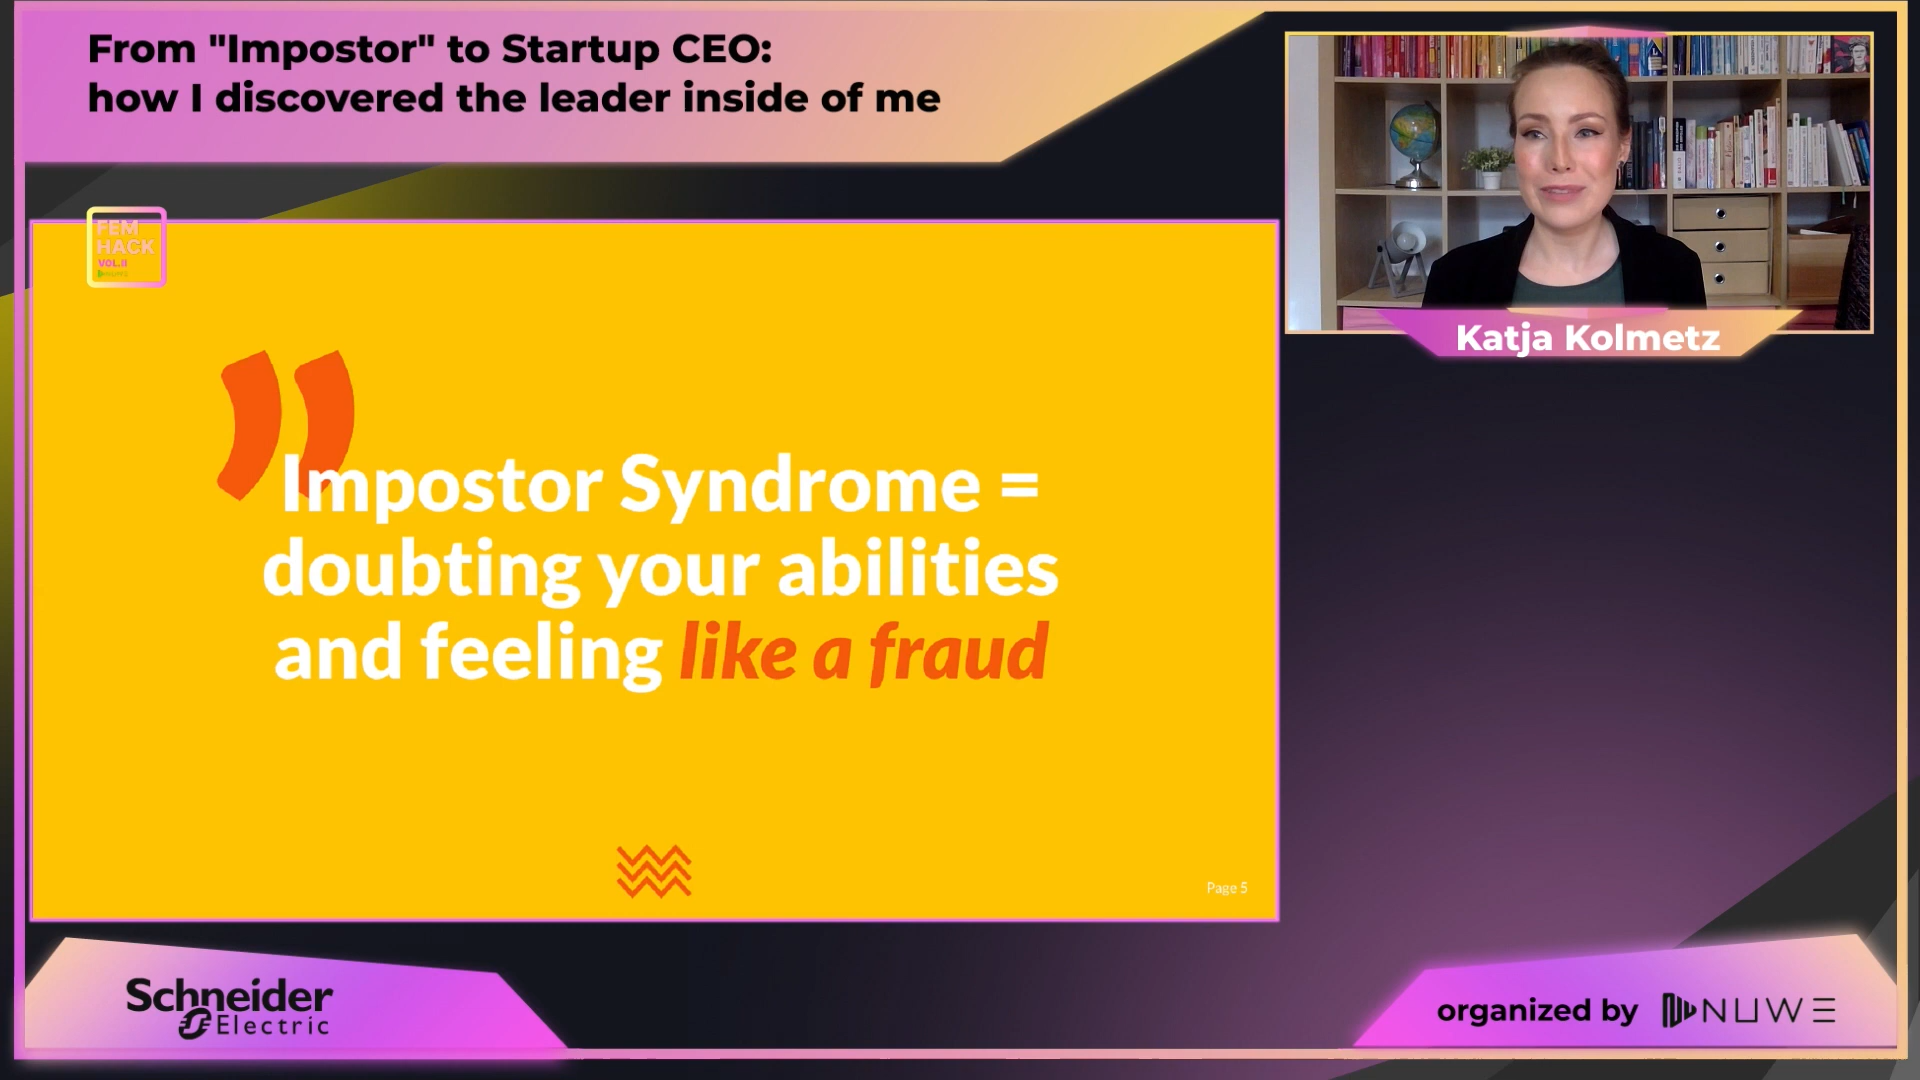 From "Impostor" to Startup CEO:
how I discovered the leader inside of me
FEM
HACK
VOL.II
Katja Kolmetz
Impostor Syndrome =
doubting your abilities
and feeling like a fraud
Page 5
Schneider
Electric
organized by NUWE